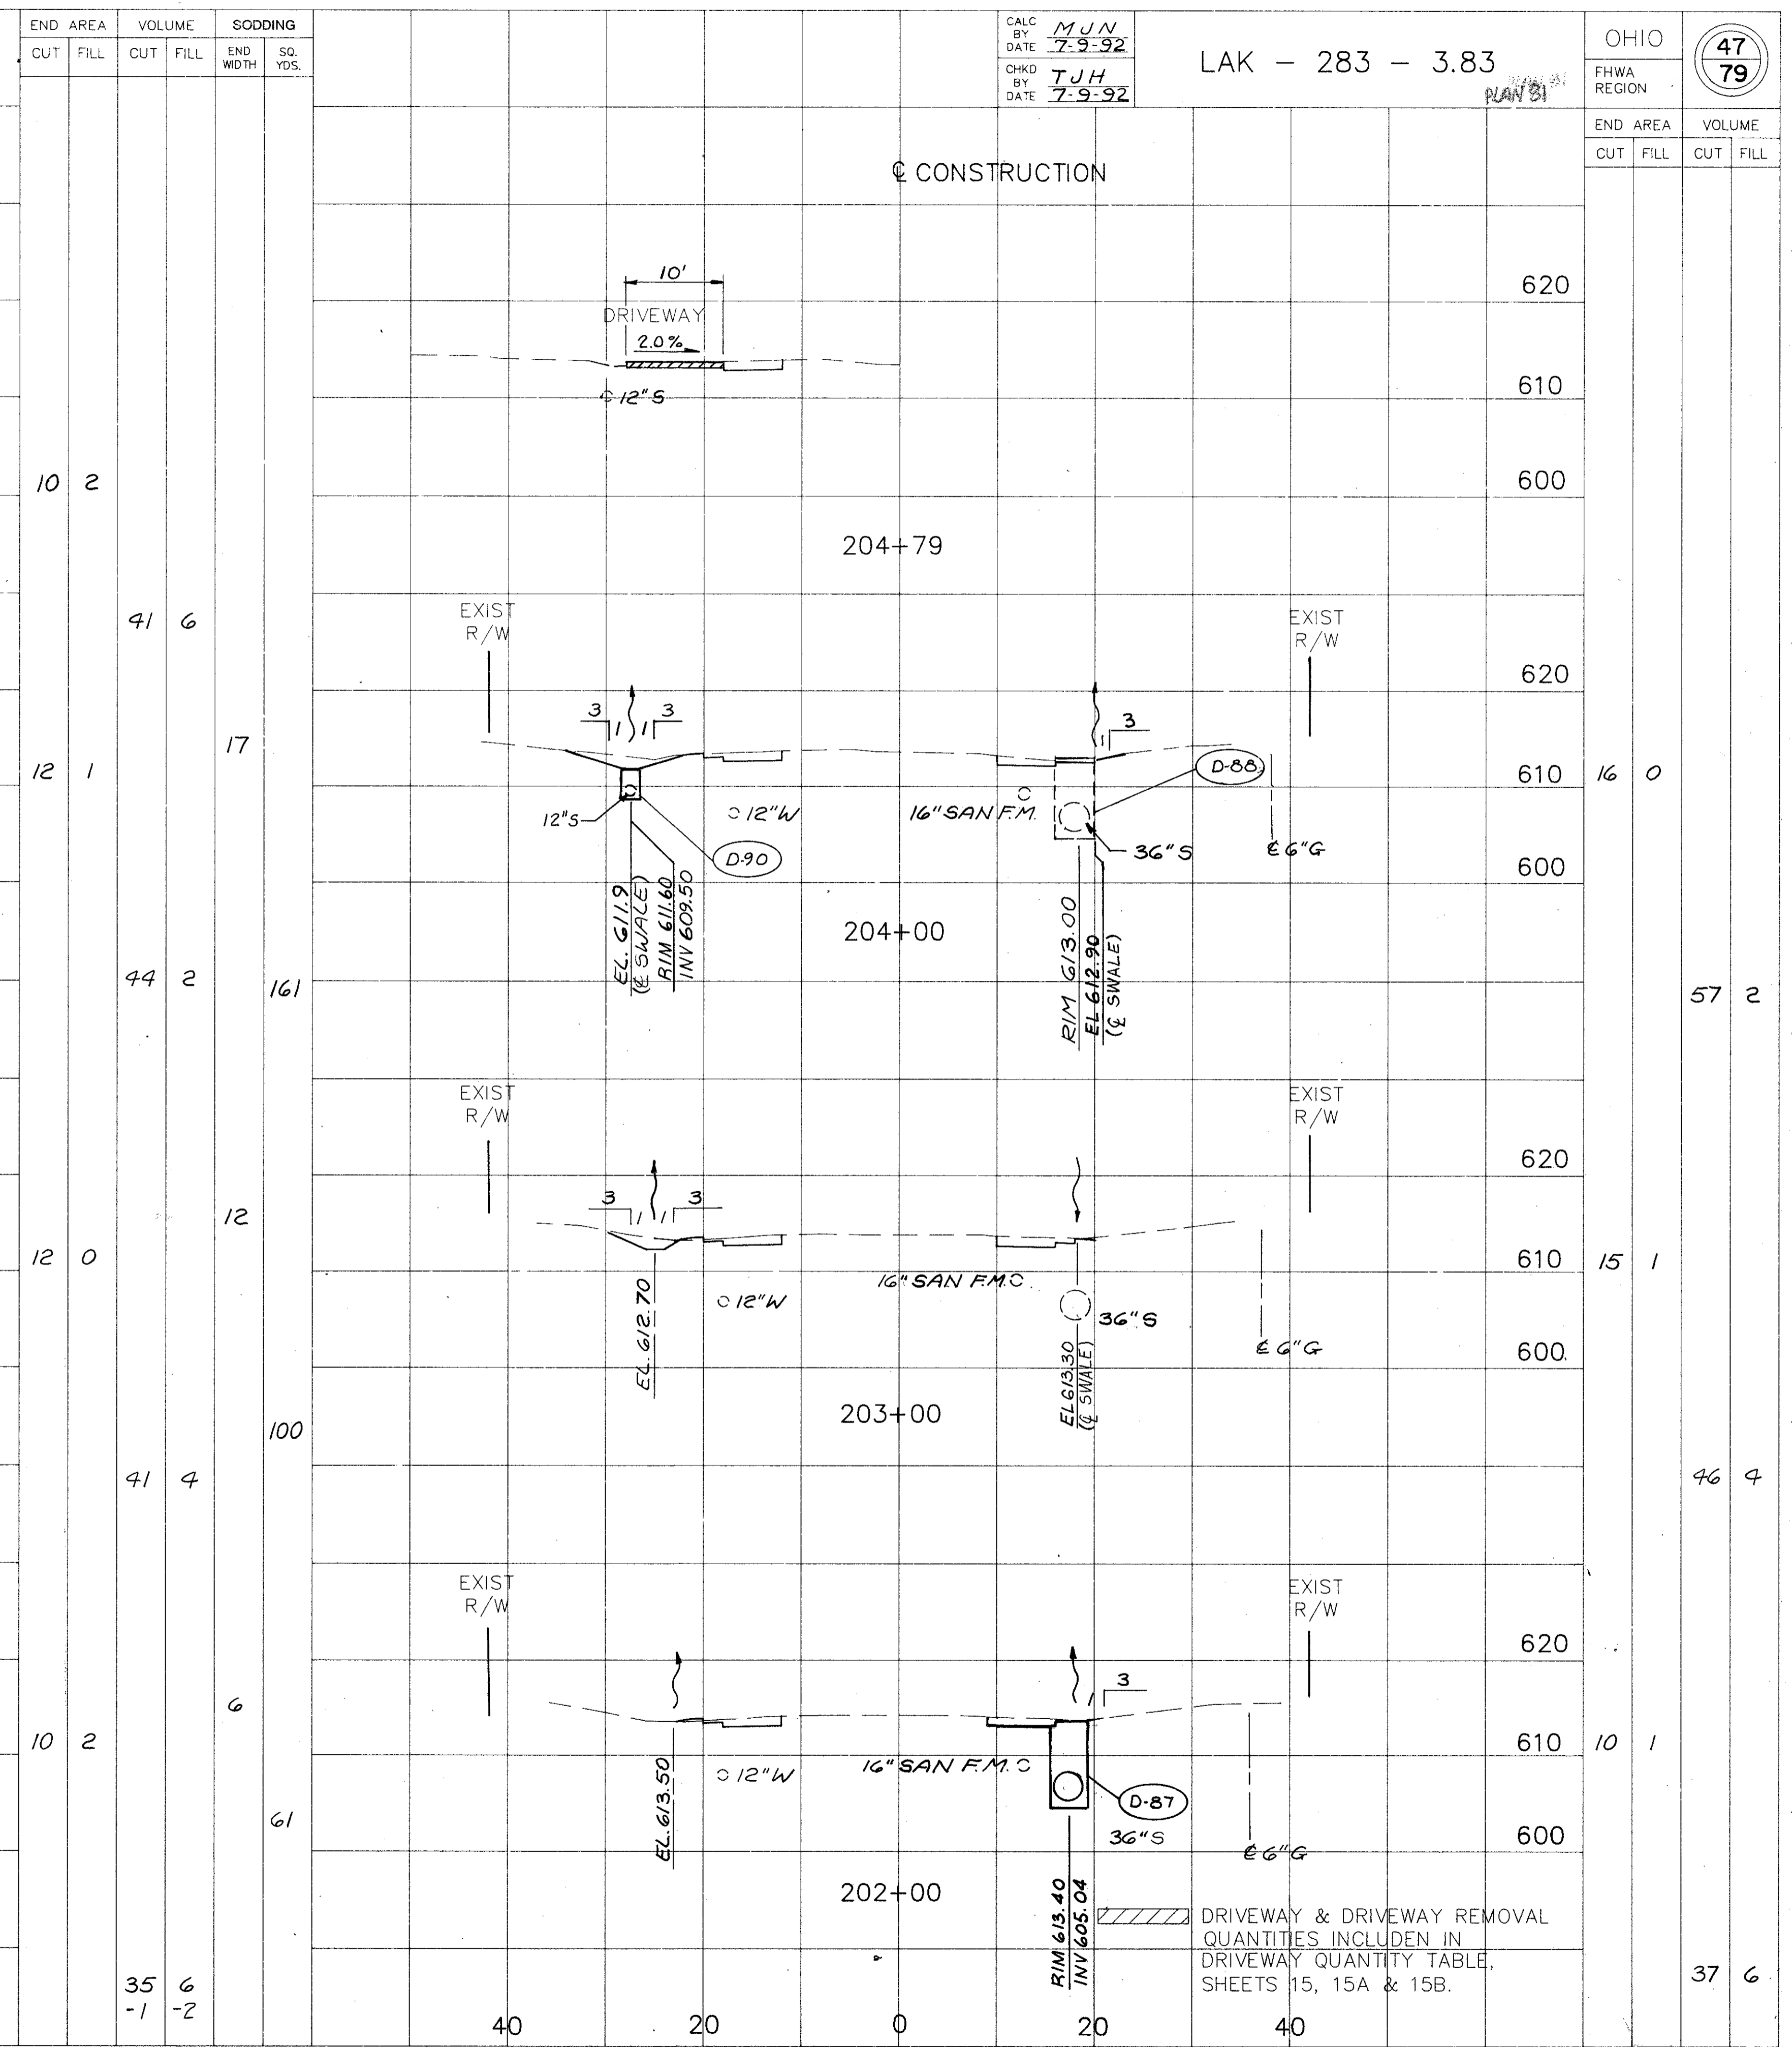 END AREA VOLUME SODDING
CUT FILL CUT FILL END WIDTH SQ. YDS.
CALC BY DATE MJN 7-9-92
CHKD BY DATE TJH 7-9-92
LAK - 283 - 3.83
PLAN 81
OHIO
FHWA REGION
47
79
END AREA VOLUME
CUT FILL CUT FILL
℄ CONSTRUCTION
10'
DRIVEWAY
2.0%
620
12"S
610
10 2
600
204+79
41 6
EXIST R/W
EXIST R/W
620
3 1 1 3
1 3
17
12 1
D-88
610
16 0
12"S
12"W
16" SAN F.M.
36"S
℄ 6"G
D-90
600
EL. 611.9
(℄ SWALE)
RIM 611.60
INV 609.50
204+00
RIM 613.00
EL 612.90
(℄ SWALE)
44 2
161
57 2
EXIST R/W
EXIST R/W
620
3 1 1 3
12
12 0
610
15 1
16" SAN F.M.
12"W
36"S
℄ 6"G
EL. 612.70
EL 613.30
(℄ SWALE)
600
203+00
100
41 4
46 4
EXIST R/W
EXIST R/W
620
1 3
6
10 2
610
10 1
12"W
16" SAN F.M.
D-87
36"S
℄ 6"G
EL. 613.50
600
61
202+00
RIM 613.40
INV 605.04
DRIVEWAY & DRIVEWAY REMOVAL
QUANTITIES INCLUDEN IN
DRIVEWAY QUANTITY TABLE,
SHEETS 15, 15A & 15B.
35 6
-1 -2
37 6
40 20 0 20 40